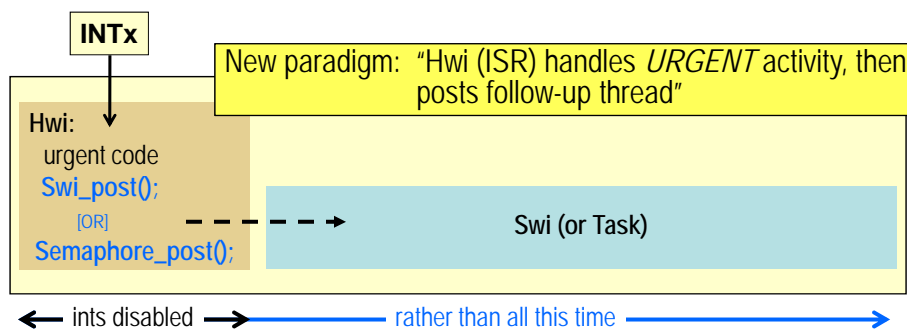 INTx
New paradigm: “Hwi (ISR) handles URGENT activity, then
posts follow-up thread”
Hwi:
urgent code
Swi_post();
[OR]
Semaphore_post();
Swi (or Task)
ints disabled
rather than all this time